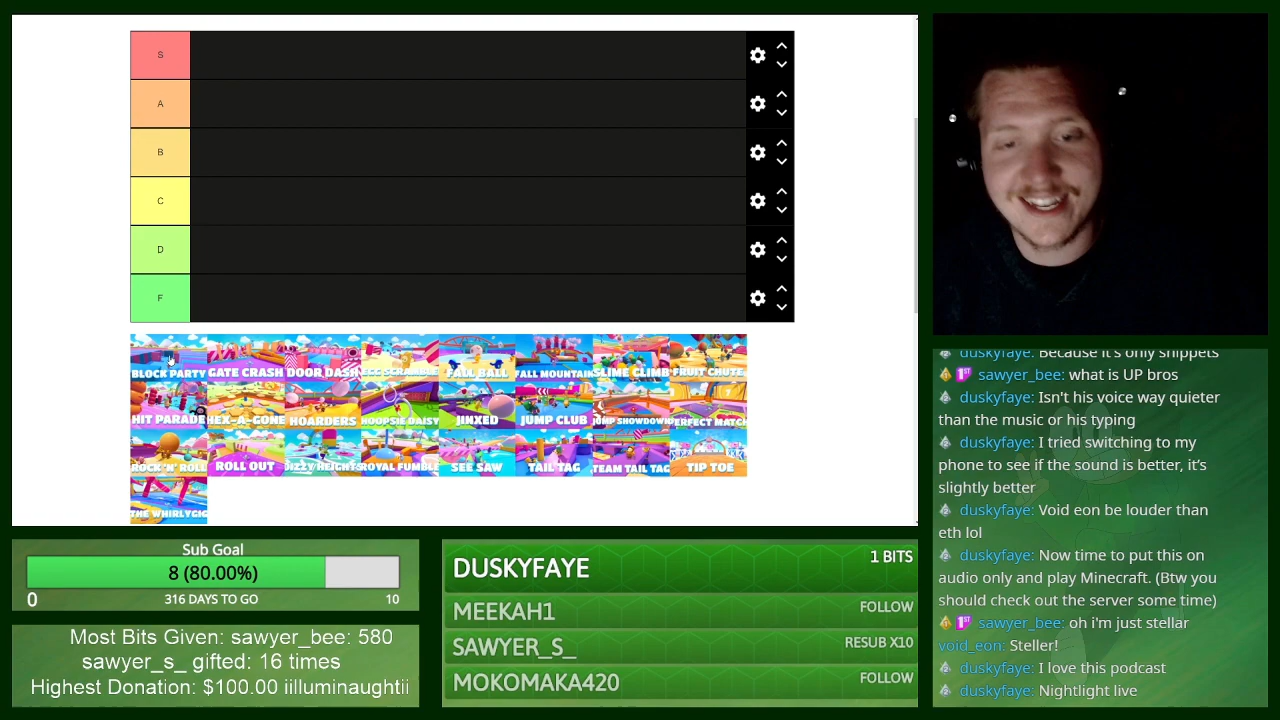 S
A
B
C
D
F
BLOCK PARTY GATE CRASH DOOR DASH EGG SCRAMBLE FALL BALL FALL MOUNTAIN SLIME CLIMB FRUIT CHUTE
HIT PARADE HEX-A-GONE HOARDERS HOOPSIE DAISY JINXED JUMP CLUB JUMP SHOWDOWN PERFECT MATCH
ROCK'N'ROLL ROLL OUT DIZZY HEIGHTS ROYAL FUMBLE SEE SAW TAIL TAG TEAM TAIL TAG TIP TOE
THE WHIRLYGIG
Sub Goal
8 (80.00%)
0 316 DAYS TO GO 10
Most Bits Given: sawyer_bee: 580
sawyer_s_ gifted: 16 times
Highest Donation: $100.00 iilluminaughtii
DUSKYFAYE 1 BITS
MEEKAH1 FOLLOW
SAWYER_S_ RESUB X10
MOKOMAKA420 FOLLOW
duskyfaye: Because it's only snippets
1ST sawyer_bee: what is UP bros
duskyfaye: Isn't his voice way quieter
than the music or his typing
duskyfaye: I tried switching to my
phone to see if the sound is better, it's
slightly better
duskyfaye: Void eon be louder than
eth lol
duskyfaye: Now time to put this on
audio only and play Minecraft. (Btw you
should check out the server some time)
1ST sawyer_bee: oh i'm just stellar
void_eon: Steller!
duskyfaye: I love this podcast
duskyfaye: Nightlight live